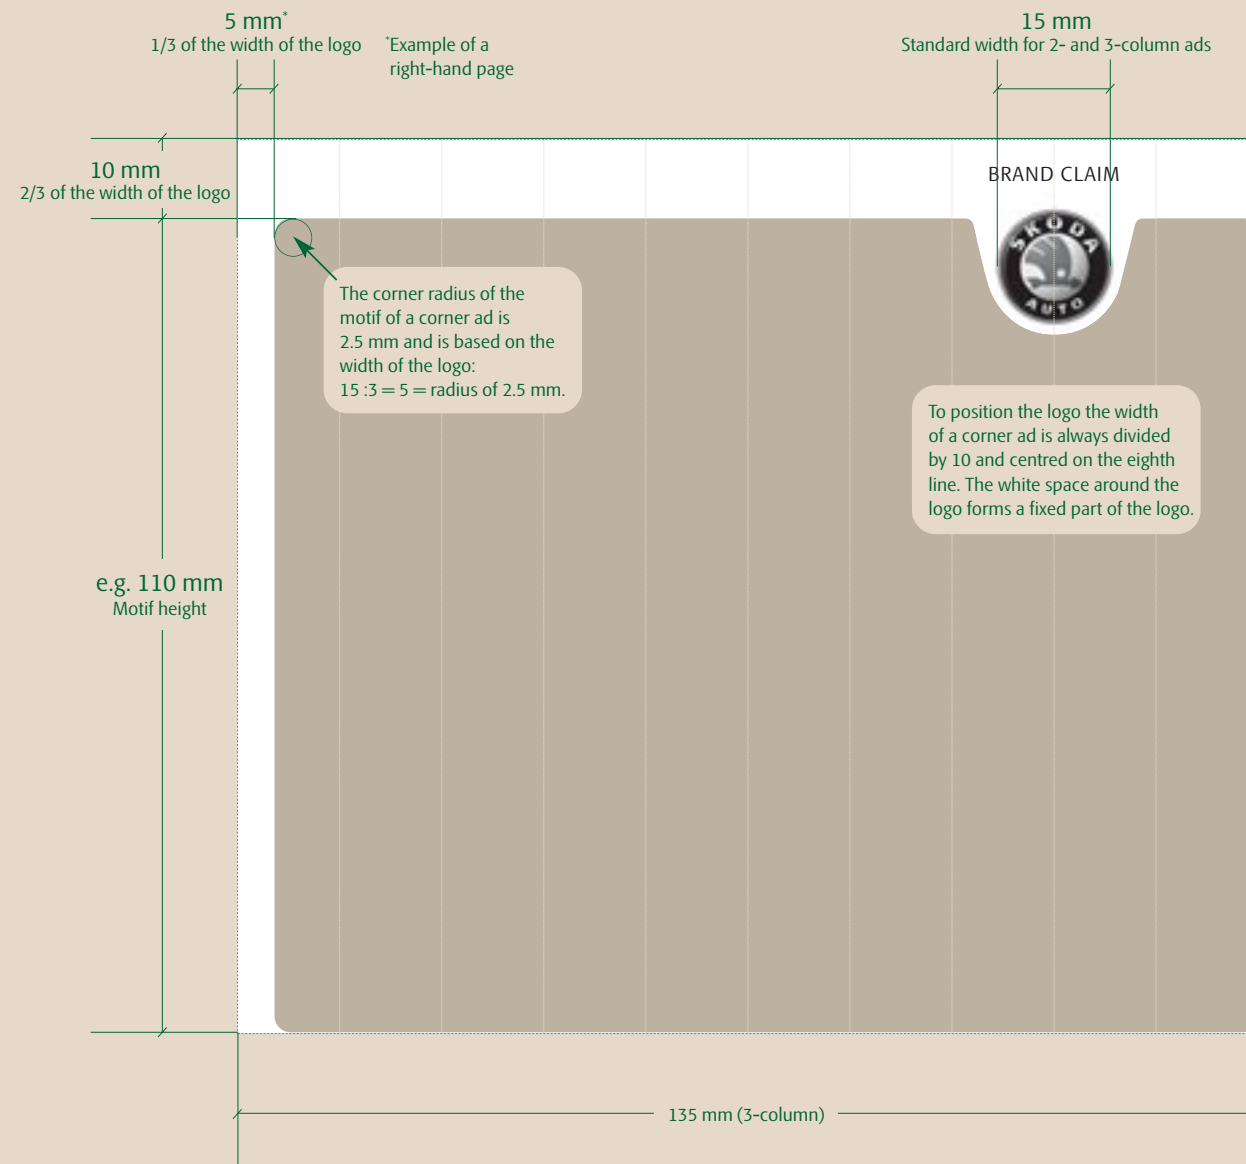 5 mm*
1/3 of the width of the logo
*Example of a
right-hand page
15 mm
Standard width for 2- and 3-column ads
10 mm
2/3 of the width of the logo
BRAND CLAIM
ŠKODA
AUTO
The corner radius of the
motif of a corner ad is
2.5 mm and is based on the
width of the logo:
15 :3 = 5 = radius of 2.5 mm.
To position the logo the width
of a corner ad is always divided
by 10 and centred on the eighth
line. The white space around the
logo forms a fixed part of the logo.
e.g. 110 mm
Motif height
135 mm (3-column)